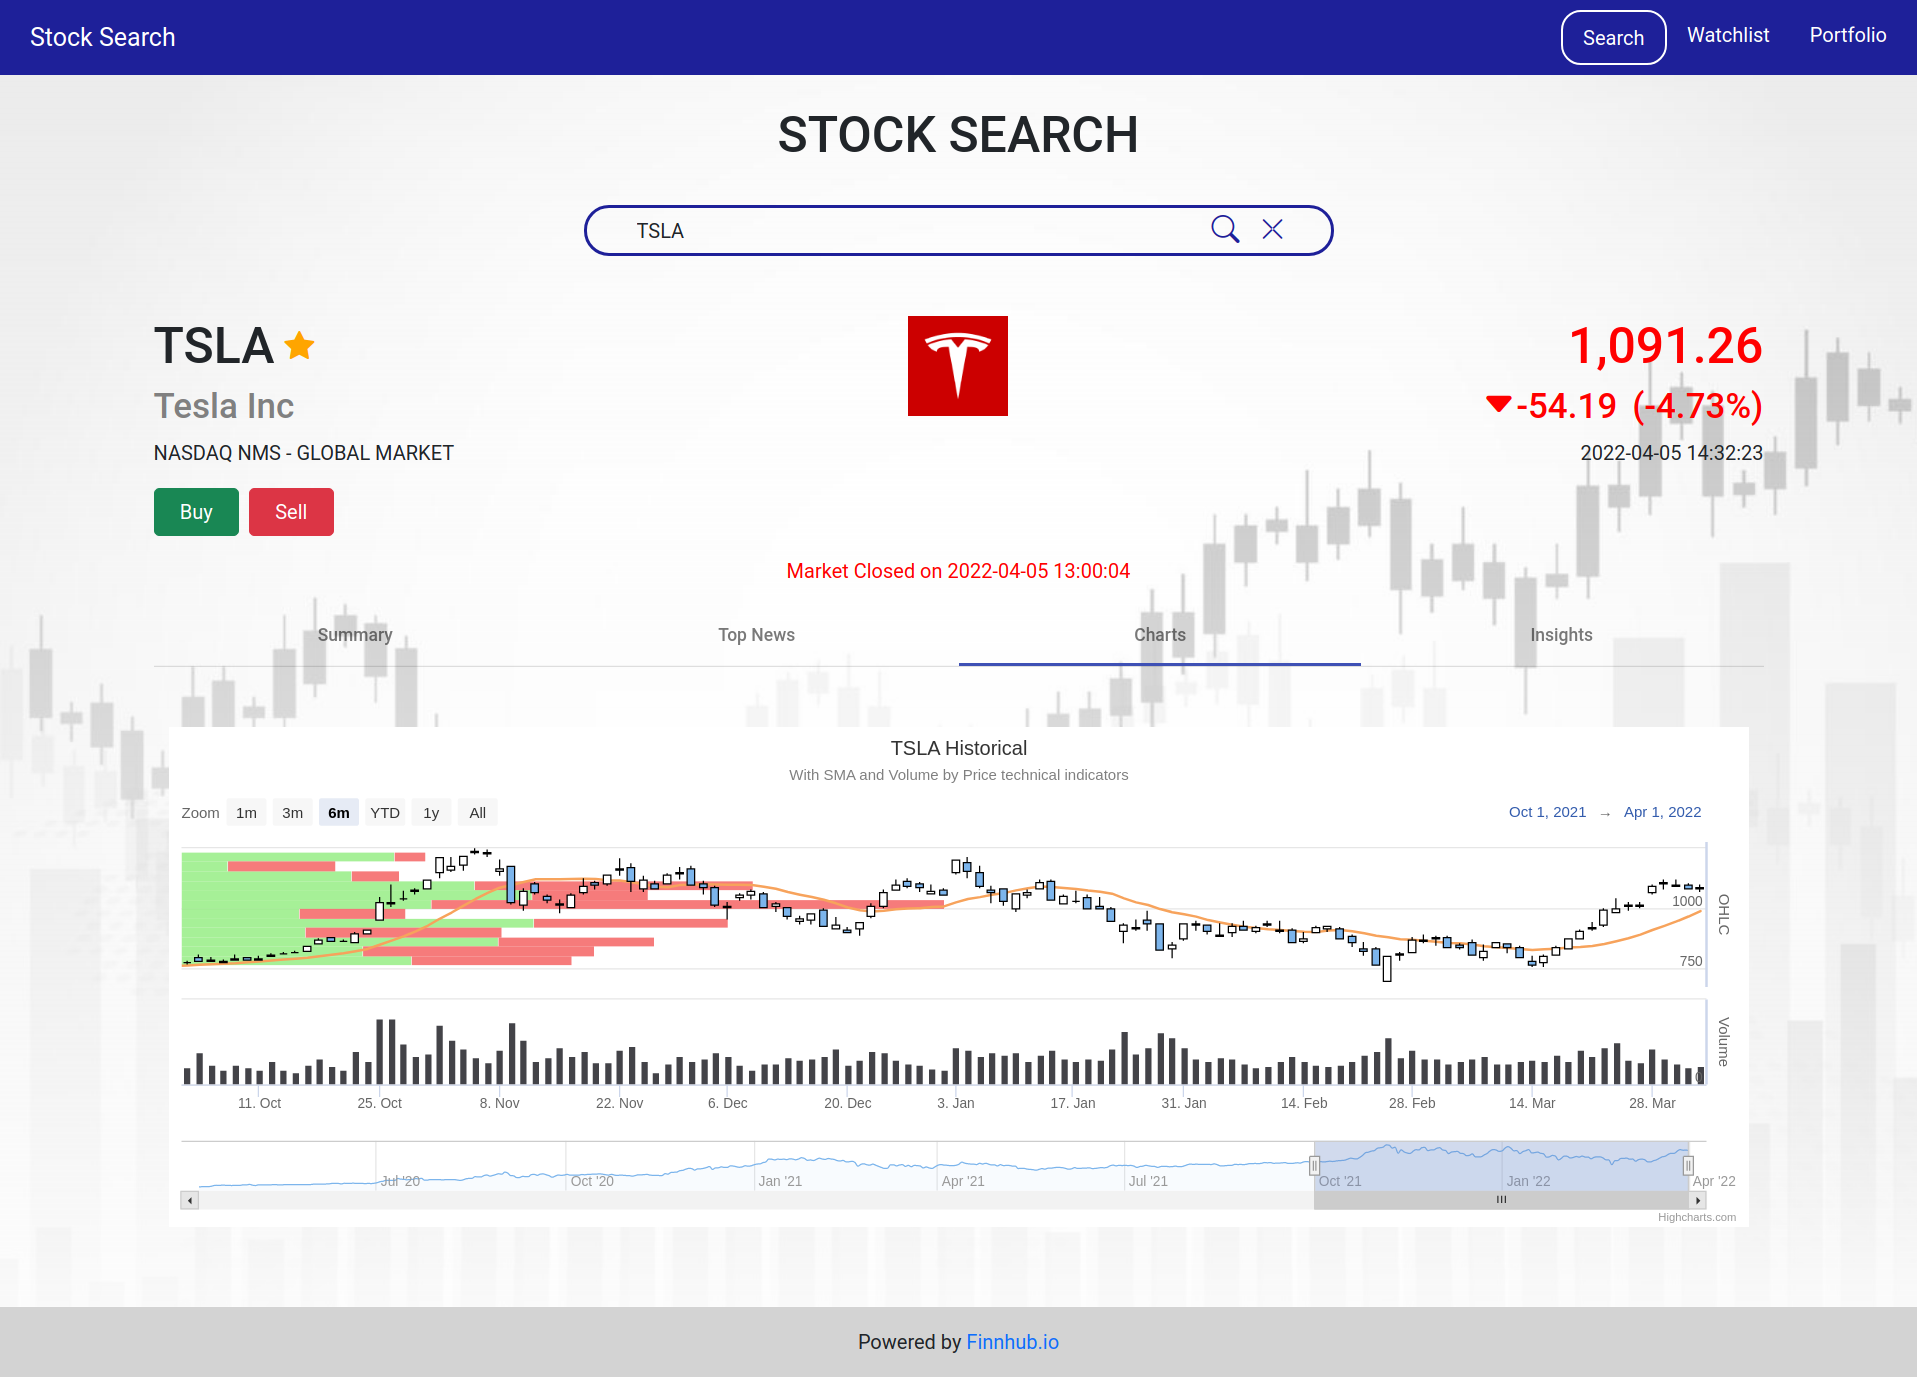 Stock Search
Search
Watchlist
Portfolio
STOCK SEARCH
TSLA
TSLA
Tesla Inc
NASDAQ NMS - GLOBAL MARKET
1,091.26
-54.19 (-4.73%)
2022-04-05 14:32:23
Buy
Sell
Market Closed on 2022-04-05 13:00:04
Summary
Top News
Charts
Insights
TSLA Historical
With SMA and Volume by Price technical indicators
Zoom 1m 3m 6m YTD 1y All
Oct 1, 2021 → Apr 1, 2022
1000
750
OHLC
Volume
0
11. Oct 25. Oct 8. Nov 22. Nov 6. Dec 20. Dec 3. Jan 17. Jan 31. Jan 14. Feb 28. Feb 14. Mar 28. Mar
Jul '20 Oct '20 Jan '21 Apr '21 Jul '21 Oct '21 Jan '22 Apr '22
Highcharts.com
Powered by Finnhub.io